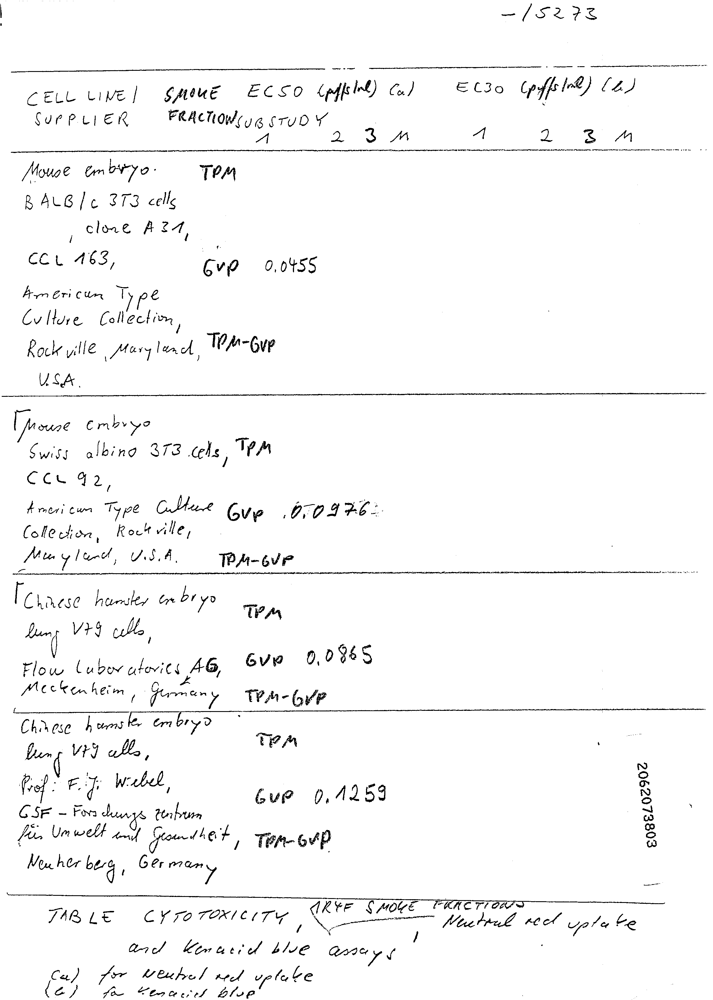 -15273
CELL LINE/ SMOKE EC50 (puffs/ml) (a) EC30 (puffs/ml) (b)
SUPPLIER FRACTION SUBSTUDY
1 2 3 M 1 2 3 M
Mouse embryo TPM
BALB/c 3T3 cells
, clone A31,
CCL 163, GVP 0.0455
American Type
Culture Collection,
Rockville, Maryland, TPM-GVP
U.S.A.
Mouse embryo
Swiss albino 3T3 cells, TPM
CCL 92,
American Type Culture GVP 0.0976
Collection, Rockville,
Maryland, U.S.A. TPM-GVP
Chinese hamster embryo
lung V79 cells, TPM
Flow Laboratories AG, GVP 0.0865
Meckenheim, Germany TPM-GVP
Chinese hamster embryo
lung V79 cells, TPM
Prof. F.J. Wiebel,
GSF - Forschungszentrum GVP 0.1259
für Umwelt und Gesundheit, TPM-GVP
Neuherberg, Germany
2062073803
TABLE CYTOTOXICITY, 1R4F SMOKE FRACTIONS, Neutral red uptake
and Kenacid blue assays
(a) for Neutral red uptake
(b) for Kenacid blue